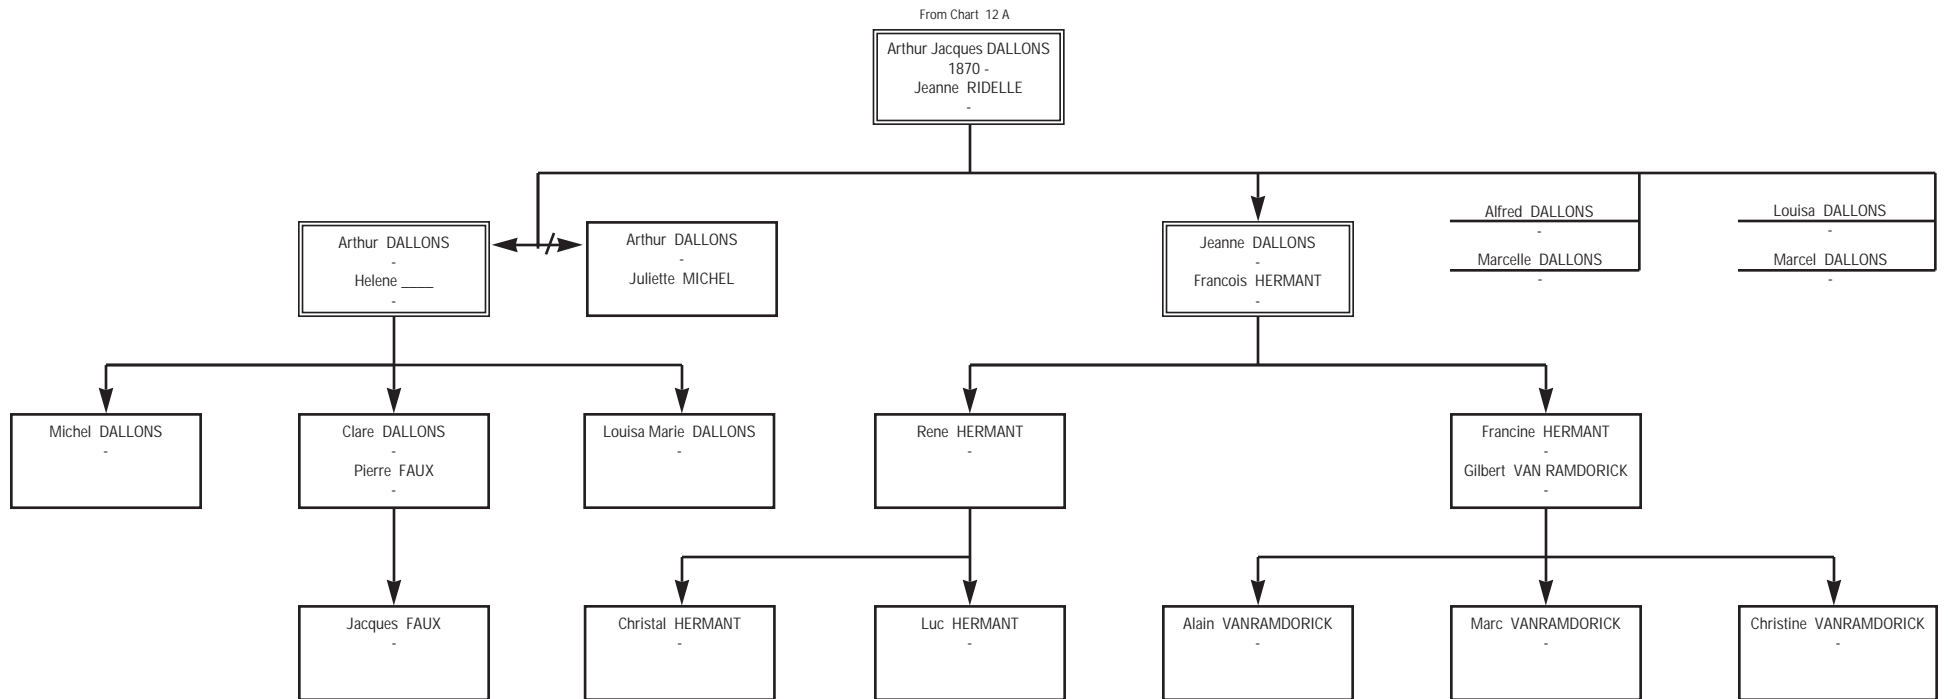 From Chart 12 A
Arthur Jacques DALLONS
1870 -
Jeanne RIDELLE
-
Arthur DALLONS
-
Helene ____
-
Arthur DALLONS
-
Juliette MICHEL
Jeanne DALLONS
-
Francois HERMANT
-
Alfred DALLONS
-
Marcelle DALLONS
-
Louisa DALLONS
-
Marcel DALLONS
-
Michel DALLONS
-
Clare DALLONS
-
Pierre FAUX
-
Louisa Marie DALLONS
-
Rene HERMANT
-
Francine HERMANT
-
Gilbert VAN RAMDORICK
-
Jacques FAUX
-
Christal HERMANT
-
Luc HERMANT
-
Alain VANRAMDORICK
-
Marc VANRAMDORICK
-
Christine VANRAMDORICK
-